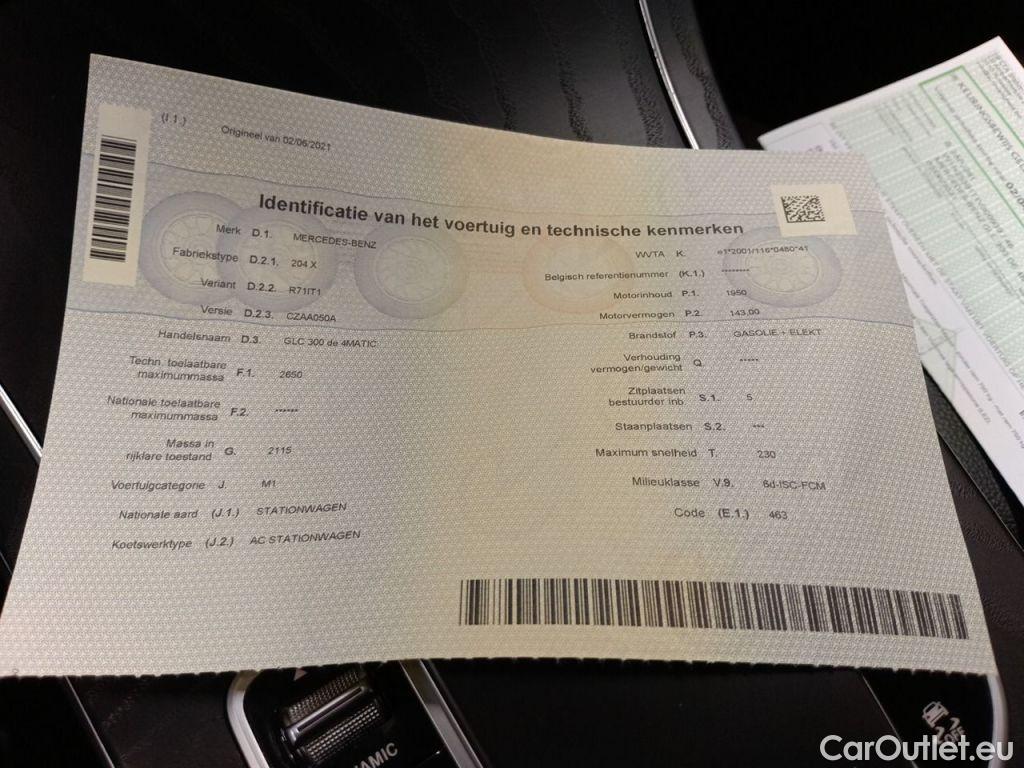 (I.1.)
Origineel van 02/06/2021
Identificatie van het voertuig en technische kenmerken
Merk D.1. MERCEDES-BENZ
Fabriekstype D.2.1. 204 X
Variant D.2.2. R71IT1
Versie D.2.3. CZAA050A
Handelsnaam D.3. GLC 300 de 4MATIC
Techn. toelaatbare
maximummassa F.1. 2650
Nationale toelaatbare
maximummassa F.2. ******
Massa in
rijklare toestand G. 2115
Voertuigcategorie J. M1
Nationale aard (J.1.) STATIONWAGEN
Koetswerktype (J.2.) AC STATIONWAGEN
WVTA K. e1*2001/116*0480*41
Belgisch referentienummer (K.1.) ********
Motorinhoud P.1. 1950
Motorvermogen P.2. 143,00
Brandstof P.3. GASOLIE + ELEKT
Verhouding
vermogen/gewicht Q. *****
Zitplaatsen
bestuurder inb. S.1. 5
Staanplaatsen S.2. ***
Maximum snelheid T. 230
Milieuklasse V.9. 6d-ISC-FCM
Code (E.1.) 463
KEURINGSBEWIJS
CarOutlet.eu